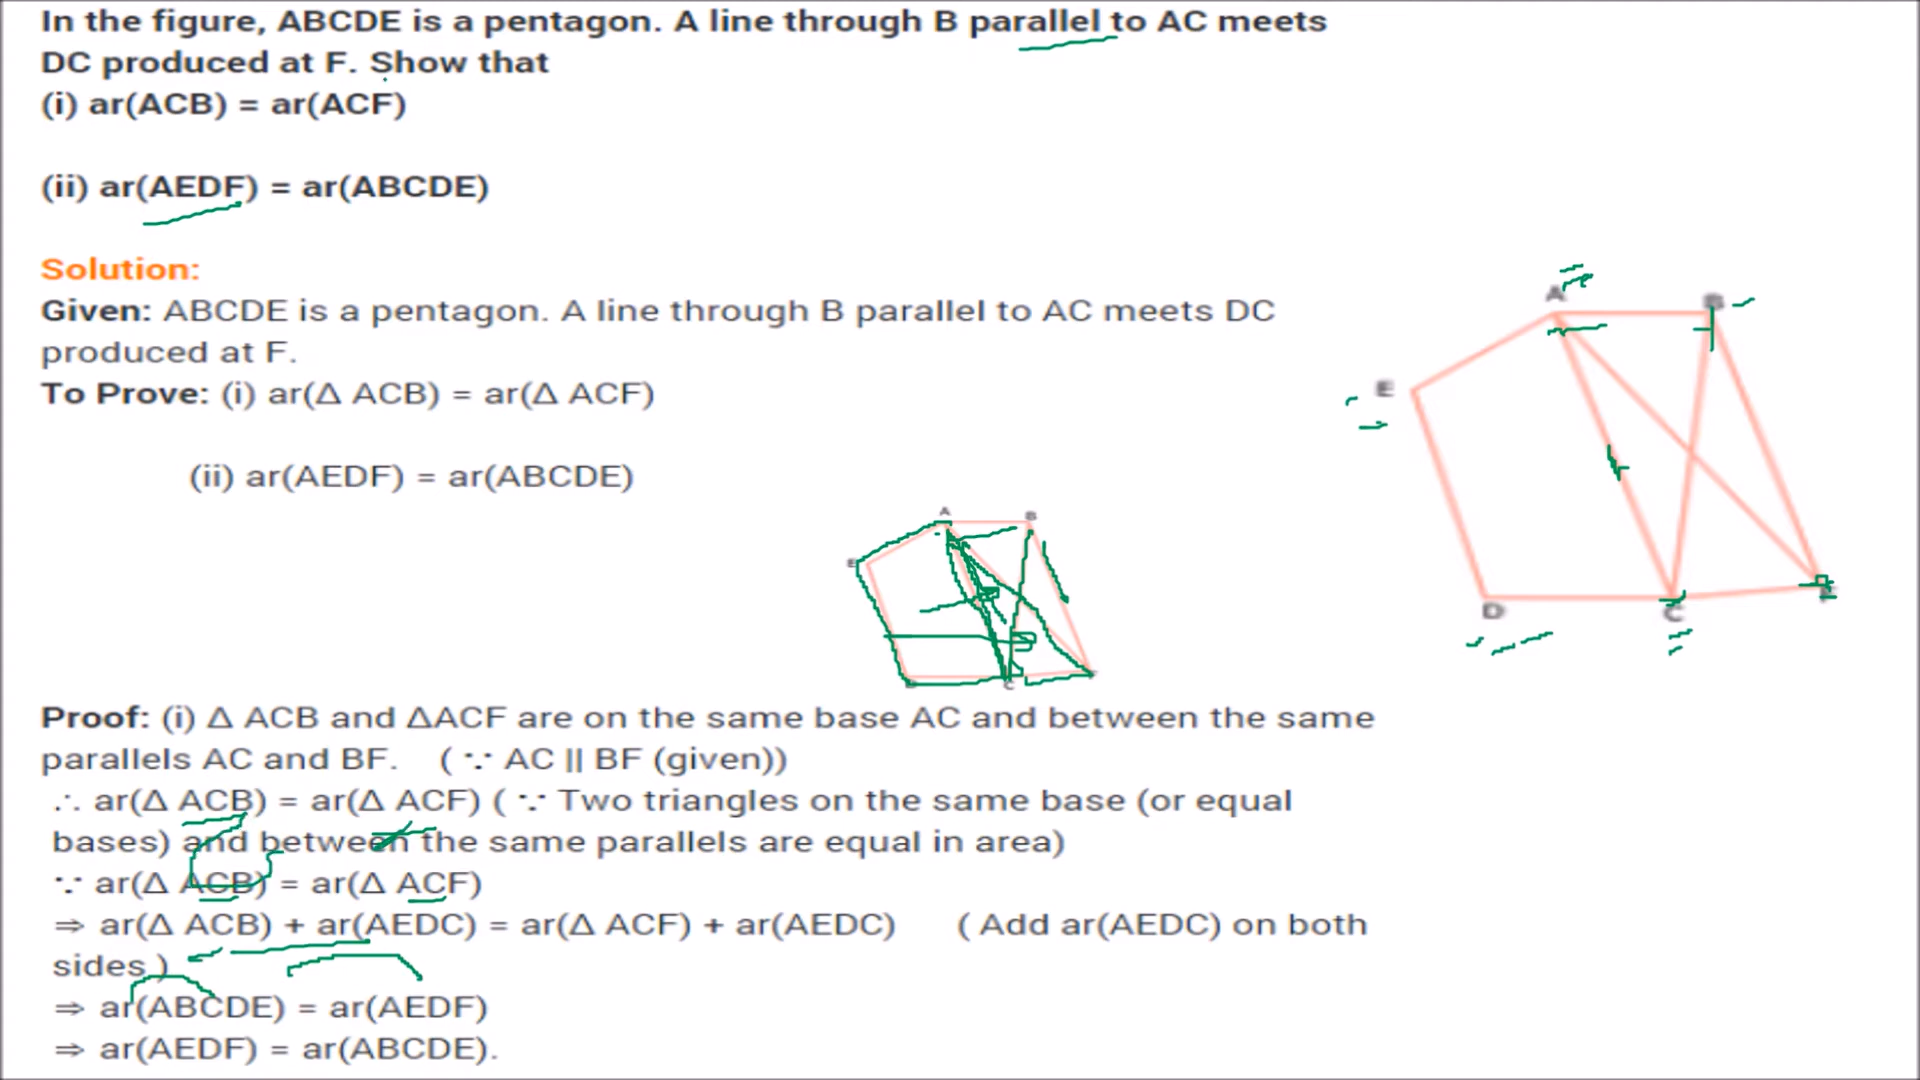 In the figure, ABCDE is a pentagon. A line through B parallel to AC meets
DC produced at F. Show that
(i) ar(ACB) = ar(ACF)
(ii) ar(AEDF) = ar(ABCDE)
Solution:
Given: ABCDE is a pentagon. A line through B parallel to AC meets DC
produced at F.
To Prove: (i) ar(Δ ACB) = ar(Δ ACF)
(ii) ar(AEDF) = ar(ABCDE)
A B
E
D C F
A B
E
D C
Proof: (i) Δ ACB and ΔACF are on the same base AC and between the same
parallels AC and BF. ( ∵ AC || BF (given))
∴ ar(Δ ACB) = ar(Δ ACF) ( ∵ Two triangles on the same base (or equal
bases) and between the same parallels are equal in area)
∵ ar(Δ ACB) = ar(Δ ACF)
⇒ ar(Δ ACB) + ar(AEDC) = ar(Δ ACF) + ar(AEDC) ( Add ar(AEDC) on both
sides )
⇒ ar(ABCDE) = ar(AEDF)
⇒ ar(AEDF) = ar(ABCDE).